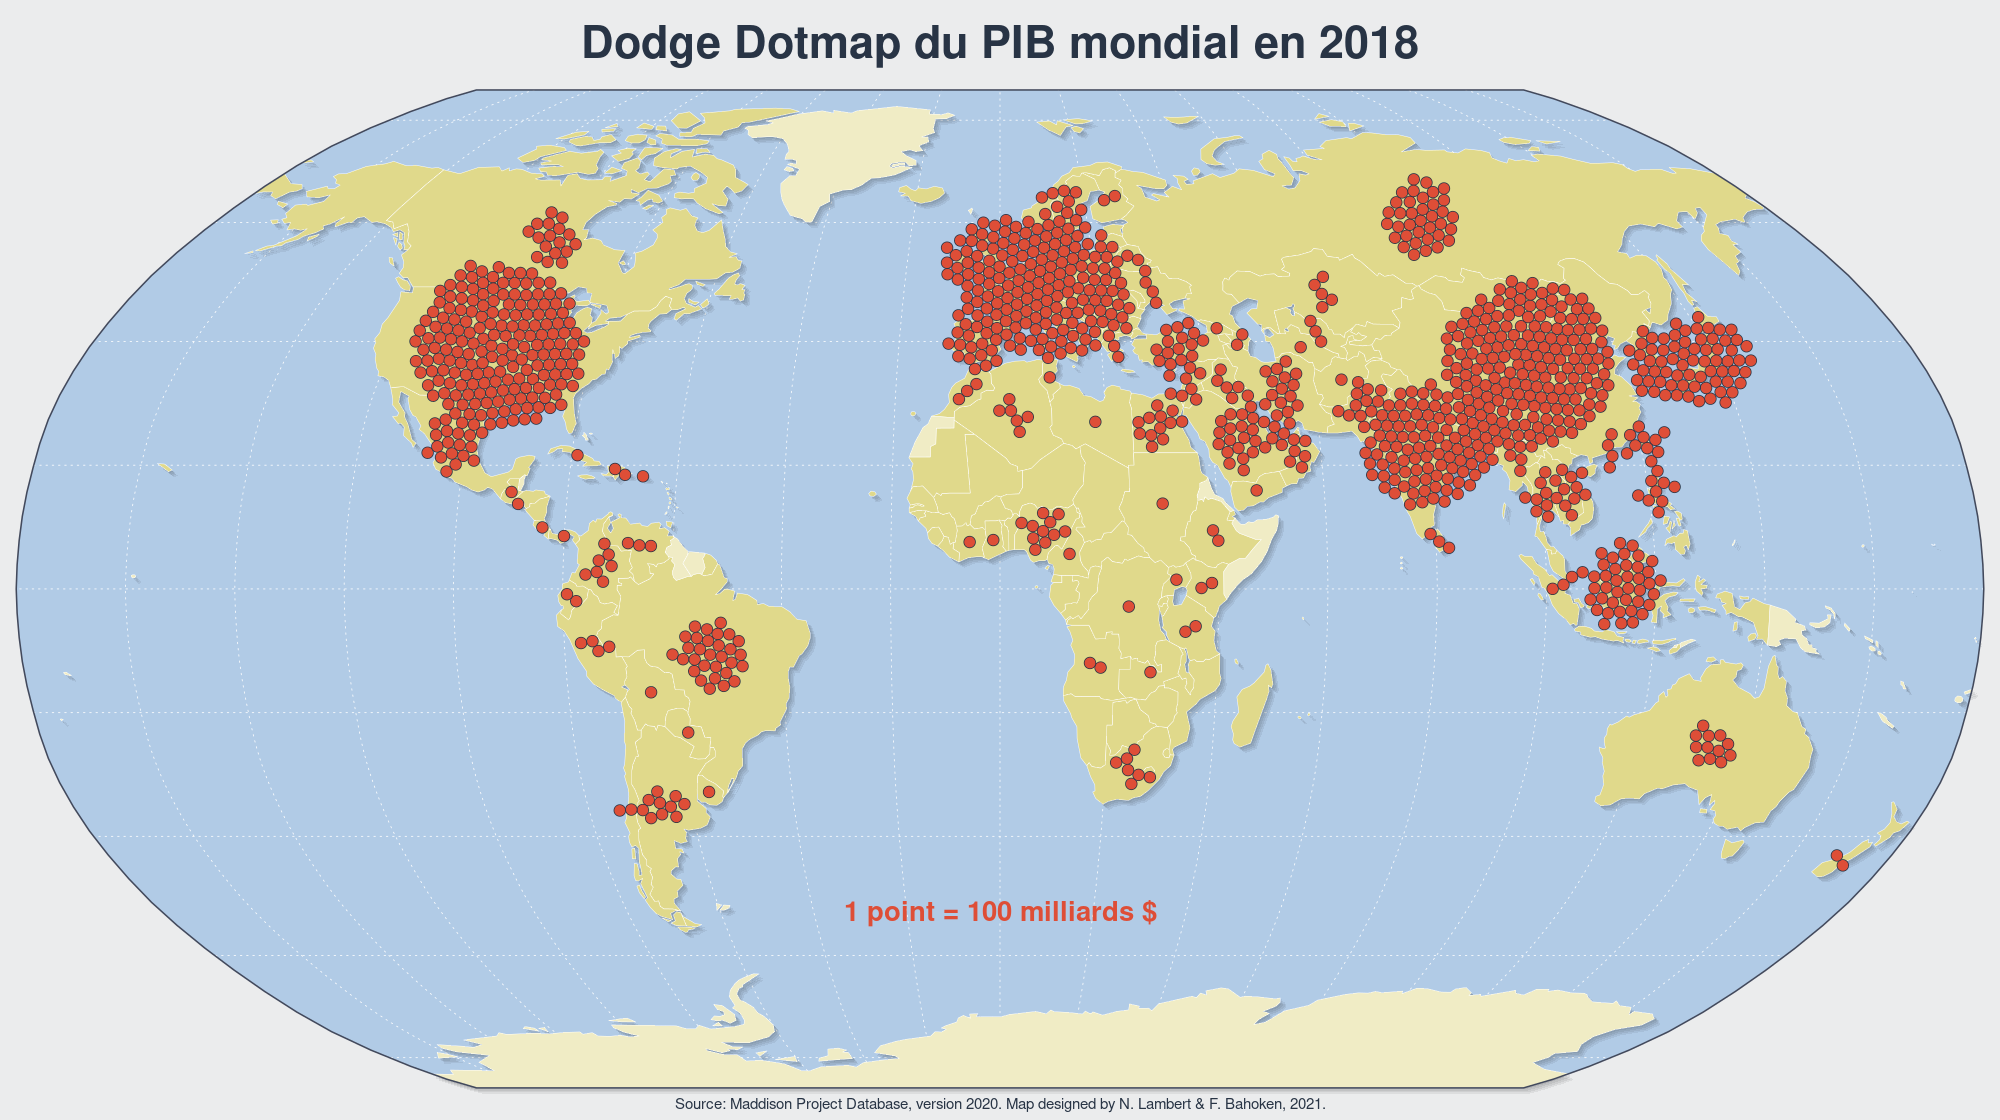 Dodge Dotmap du PIB mondial en 2018
1 point = 100 milliards $
Source: Maddison Project Database, version 2020. Map designed by N. Lambert & F. Bahoken, 2021.